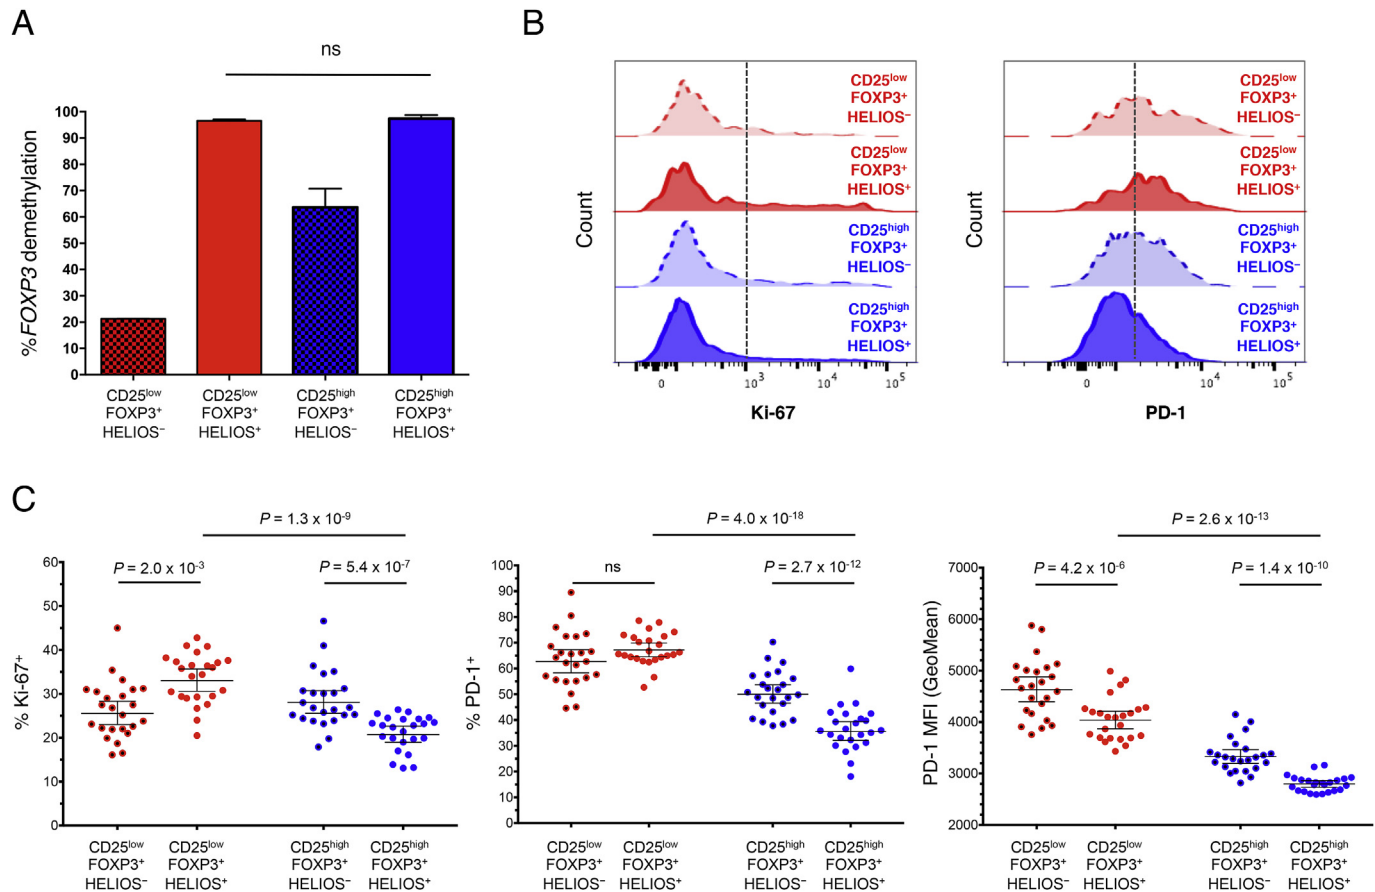 A
ns
%FOXP3 demethylation
100
90
80
70
60
50
40
30
20
10
0
CD25low
FOXP3+
HELIOS−
CD25low
FOXP3+
HELIOS+
CD25high
FOXP3+
HELIOS−
CD25high
FOXP3+
HELIOS+
B
Count
CD25low
FOXP3+
HELIOS−
CD25low
FOXP3+
HELIOS+
CD25high
FOXP3+
HELIOS−
CD25high
FOXP3+
HELIOS+
0 10³ 10⁴ 10⁵
Ki-67
Count
CD25low
FOXP3+
HELIOS−
CD25low
FOXP3+
HELIOS+
CD25high
FOXP3+
HELIOS−
CD25high
FOXP3+
HELIOS+
0 10⁴ 10⁵
PD-1
C
P = 1.3 x 10-9
P = 2.0 x 10-3
P = 5.4 x 10-7
% Ki-67+
60
50
40
30
20
10
0
CD25low
FOXP3+
HELIOS−
CD25low
FOXP3+
HELIOS+
CD25high
FOXP3+
HELIOS−
CD25high
FOXP3+
HELIOS+
P = 4.0 x 10-18
ns
P = 2.7 x 10-12
% PD-1+
100
90
80
70
60
50
40
30
20
10
0
CD25low
FOXP3+
HELIOS−
CD25low
FOXP3+
HELIOS+
CD25high
FOXP3+
HELIOS−
CD25high
FOXP3+
HELIOS+
P = 2.6 x 10-13
P = 4.2 x 10-6
P = 1.4 x 10-10
PD-1 MFI (GeoMean)
7000
6000
5000
4000
3000
2000
CD25low
FOXP3+
HELIOS−
CD25low
FOXP3+
HELIOS+
CD25high
FOXP3+
HELIOS−
CD25high
FOXP3+
HELIOS+